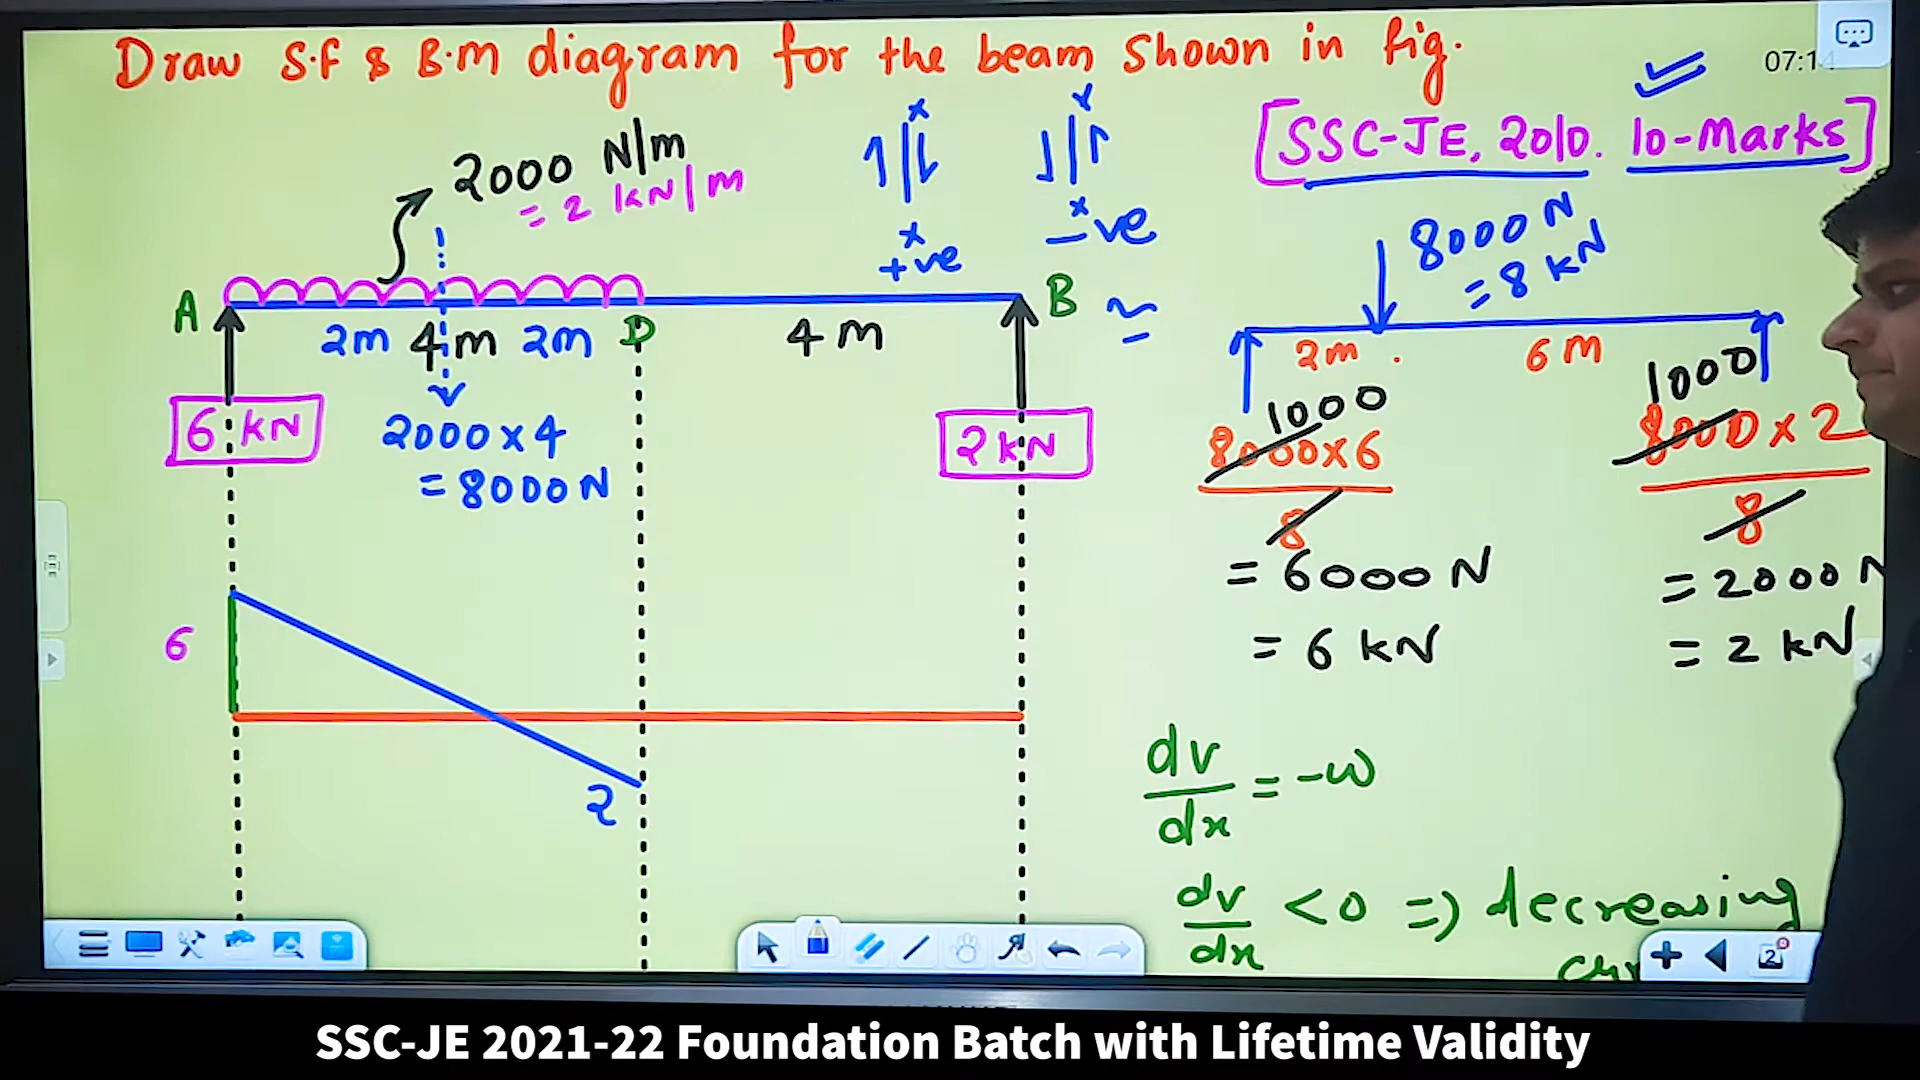 Draw S.F & B.M diagram for the beam shown in fig.
07:14
[SSC-JE, 2010. 10-Marks]
2000 N/m
= 2 kN/m
x
x
x
+ve
x
-ve
8000 N
= 8 kN
A
B
≃
2m 4m 2m D
4 m
2m .
6 m
6 kN
2000 x 4
= 8000 N
2 kN
1000
8000x6
8
= 6000 N
= 6 kN
1000
8000 x 2
8
= 2000 N
= 2 kN
6
2
dv
dx
= -w
dv
dx
< 0 => decreasing
2
SSC-JE 2021-22 Foundation Batch with Lifetime Validity